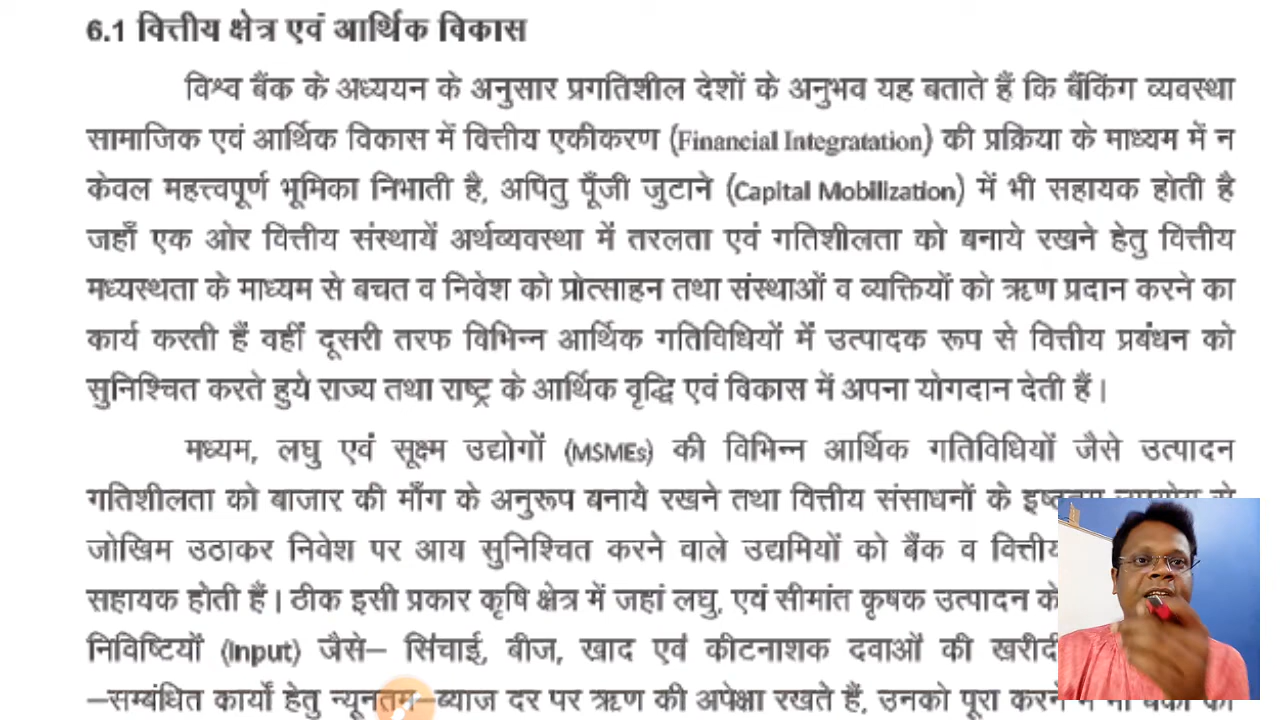 6.1 वित्तीय क्षेत्र एवं आर्थिक विकास
विश्व बैंक के अध्ययन के अनुसार प्रगतिशील देशों के अनुभव यह बताते हैं कि बैंकिंग व्यवस्था
सामाजिक एवं आर्थिक विकास में वित्तीय एकीकरण (Financial Integratation) की प्रक्रिया के माध्यम में न
केवल महत्त्वपूर्ण भूमिका निभाती है, अपितु पूँजी जुटाने (Capital Mobilization) में भी सहायक होती है
जहाँ एक ओर वित्तीय संस्थायें अर्थव्यवस्था में तरलता एवं गतिशीलता को बनाये रखने हेतु वित्तीय
मध्यस्थता के माध्यम से बचत व निवेश को प्रोत्साहन तथा संस्थाओं व व्यक्तियों को ऋण प्रदान करने का
कार्य करती हैं वहीं दूसरी तरफ विभिन्न आर्थिक गतिविधियों में उत्पादक रूप से वित्तीय प्रबंधन को
सुनिश्चित करते हुये राज्य तथा राष्ट्र के आर्थिक वृद्धि एवं विकास में अपना योगदान देती हैं।
मध्यम, लघु एवं सूक्ष्म उद्योगों (MSMEs) की विभिन्न आर्थिक गतिविधियों जैसे उत्पादन
गतिशीलता को बाजार की माँग के अनुरूप बनाये रखने तथा वित्तीय संसाधनों के
जोखिम उठाकर निवेश पर आय सुनिश्चित करने वाले उद्यमियों को बैंक व
सहायक होती हैं। ठीक इसी प्रकार कृषि क्षेत्र में जहां लघु, एवं सीमांत कृषक उत्पादन के
निविष्टियों (Input) जैसे– सिंचाई, बीज, खाद एवं कीटनाशक दवाओं की
–सम्बंधित कार्यों हेतु न्यूनतम–ब्याज दर पर ऋण की अपेक्षा रखते हैं, उनको पूरा